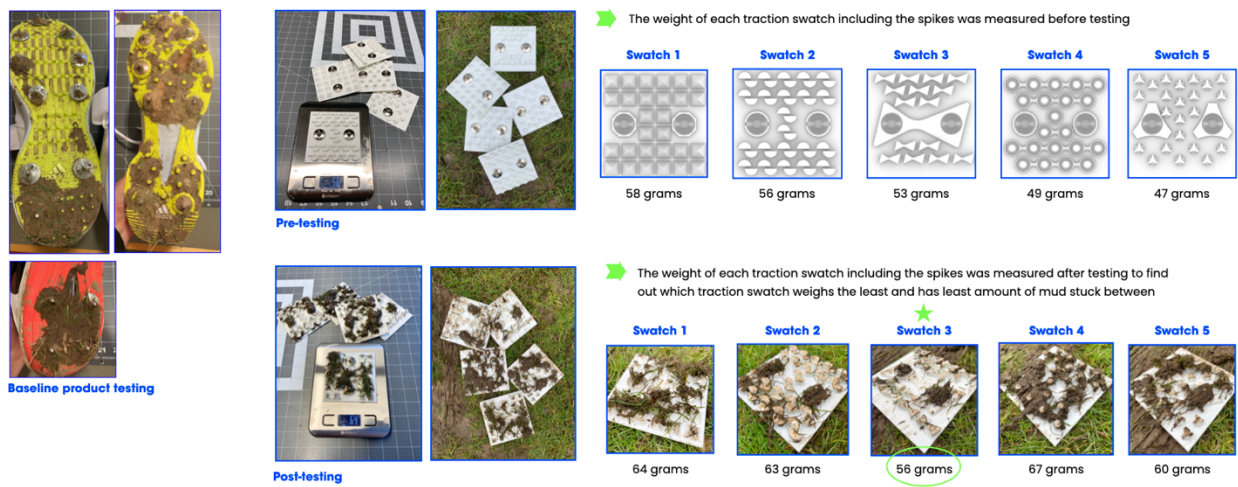 The weight of each traction swatch including the spikes was measured before testing
Swatch 1
Swatch 2
Swatch 3
Swatch 4
Swatch 5
58 grams
56 grams
53 grams
49 grams
47 grams
Pre-testing
The weight of each traction swatch including the spikes was measured after testing to find
out which traction swatch weighs the least and has least amount of mud stuck between
Swatch 1
Swatch 2
Swatch 3
Swatch 4
Swatch 5
64 grams
63 grams
56 grams
67 grams
60 grams
Baseline product testing
Post-testing